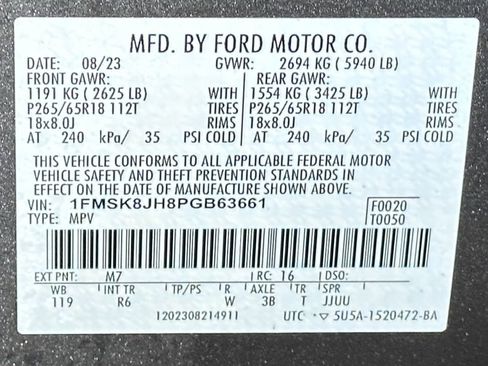 MFD. BY FORD MOTOR CO.
DATE: 08/23 GVWR: 2694 KG ( 5940 LB)
FRONT GAWR: REAR GAWR:
1191 KG ( 2625 LB) 1554 KG ( 3425 LB)
P265/65R18 112T TIRES P265/65R18 112T TIRES
18x8.0J RIMS 18x8.0J RIMS
AT 240 kPa/ 35 PSI COLD AT 240 kPa/ 35 PSI COLD
THIS VEHICLE CONFORMS TO ALL APPLICABLE FEDERAL MOTOR
VEHICLE SAFETY AND THEFT PREVENTION STANDARDS
IN EFFECT ON THE DATE OF MANUFACTURE SHOWN ABOVE.
VIN: 1FMSK8JH8PGB63661 F0020
TYPE: MPV T0050
EXT PNT: M7 RC: 16
WB INT TR TP/PS R AXLE TR SPR
119 R6 W 3B T JJUU
1202308214911 UTC ▽ 5U5A-1520472-BA